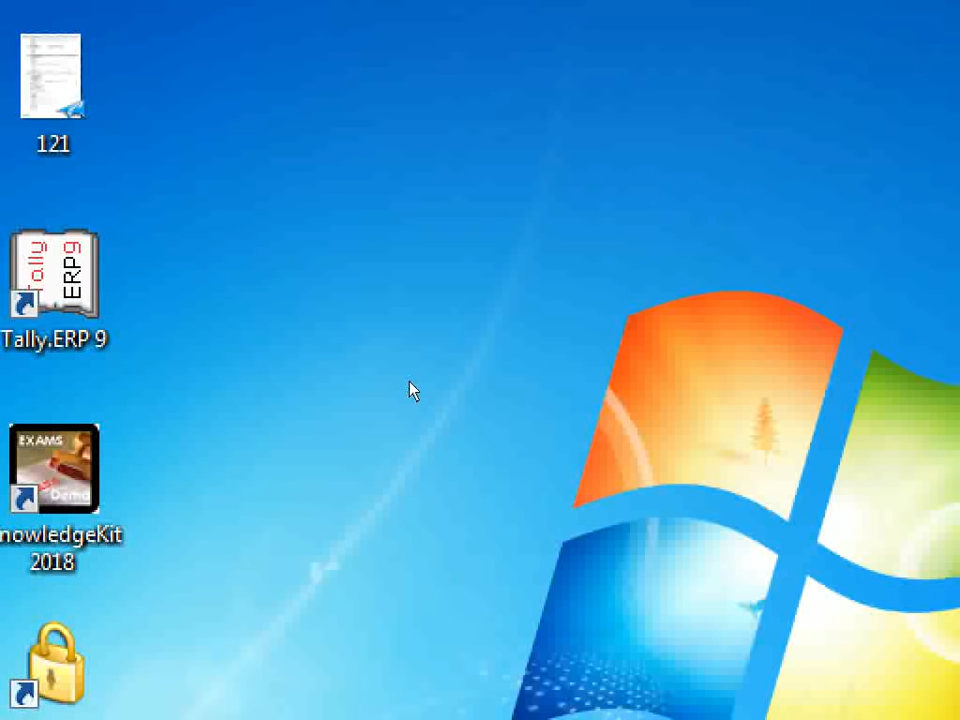 121
Tally
ERP9
Tally.ERP 9
EXAMS
Demo
nowledgeKit
2018